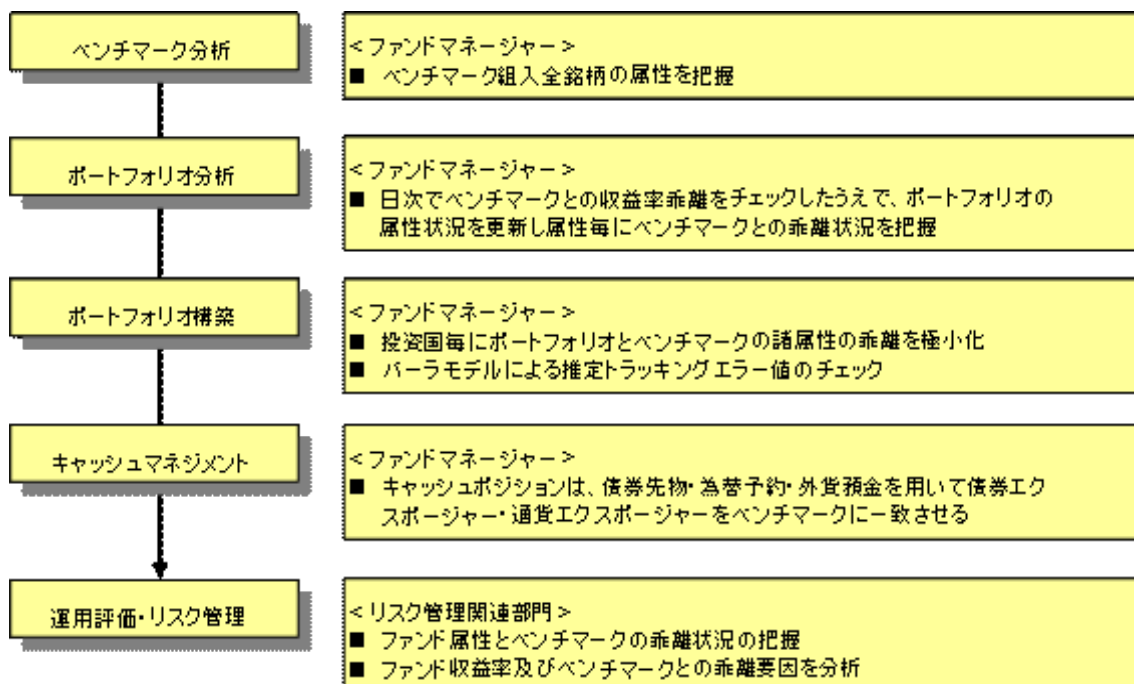 ベンチマーク分析
<ファンドマネージャー>
■ ベンチマーク組入全銘柄の属性を把握
ポートフォリオ分析
<ファンドマネージャー>
■ 日次でベンチマークとの収益率乖離をチェックしたうえで、ポートフォリオの
属性状況を更新し属性毎にベンチマークとの乖離状況を把握
ポートフォリオ構築
<ファンドマネージャー>
■ 投資国毎にポートフォリオとベンチマークの諸属性の乖離を極小化
■ バーラモデルによる推定トラッキングエラー値のチェック
キャッシュマネジメント
<ファンドマネージャー>
■ キャッシュポジションは、債券先物・為替予約・外貨預金を用いて債券エク
スポージャー・通貨エクスポージャーをベンチマークに一致させる
運用評価・リスク管理
<リスク管理関連部門>
■ ファンド属性とベンチマークの乖離状況の把握
■ ファンド収益率及びベンチマークとの乖離要因を分析